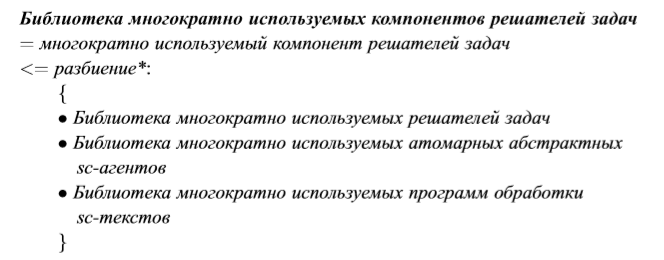 Библиотека многократно используемых компонентов решателей задач
= многократно используемый компонент решателей задач
<= разбиение*:
{
• Библиотека многократно используемых решателей задач
• Библиотека многократно используемых атомарных абстрактных
sc-агентов
• Библиотека многократно используемых программ обработки
sc-текстов
}